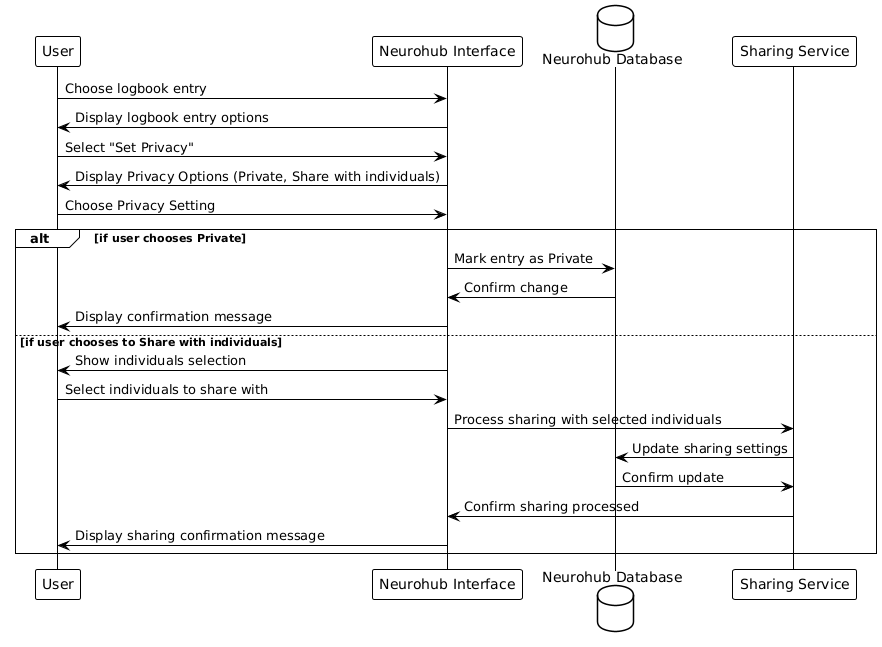 User
Neurohub Interface
Neurohub Database
Sharing Service
Choose logbook entry
Display logbook entry options
Select "Set Privacy"
Display Privacy Options (Private, Share with individuals)
Choose Privacy Setting
alt [if user chooses Private]
Mark entry as Private
Confirm change
Display confirmation message
[if user chooses to Share with individuals]
Show individuals selection
Select individuals to share with
Process sharing with selected individuals
Update sharing settings
Confirm update
Confirm sharing processed
Display sharing confirmation message
User
Neurohub Interface
Neurohub Database
Sharing Service